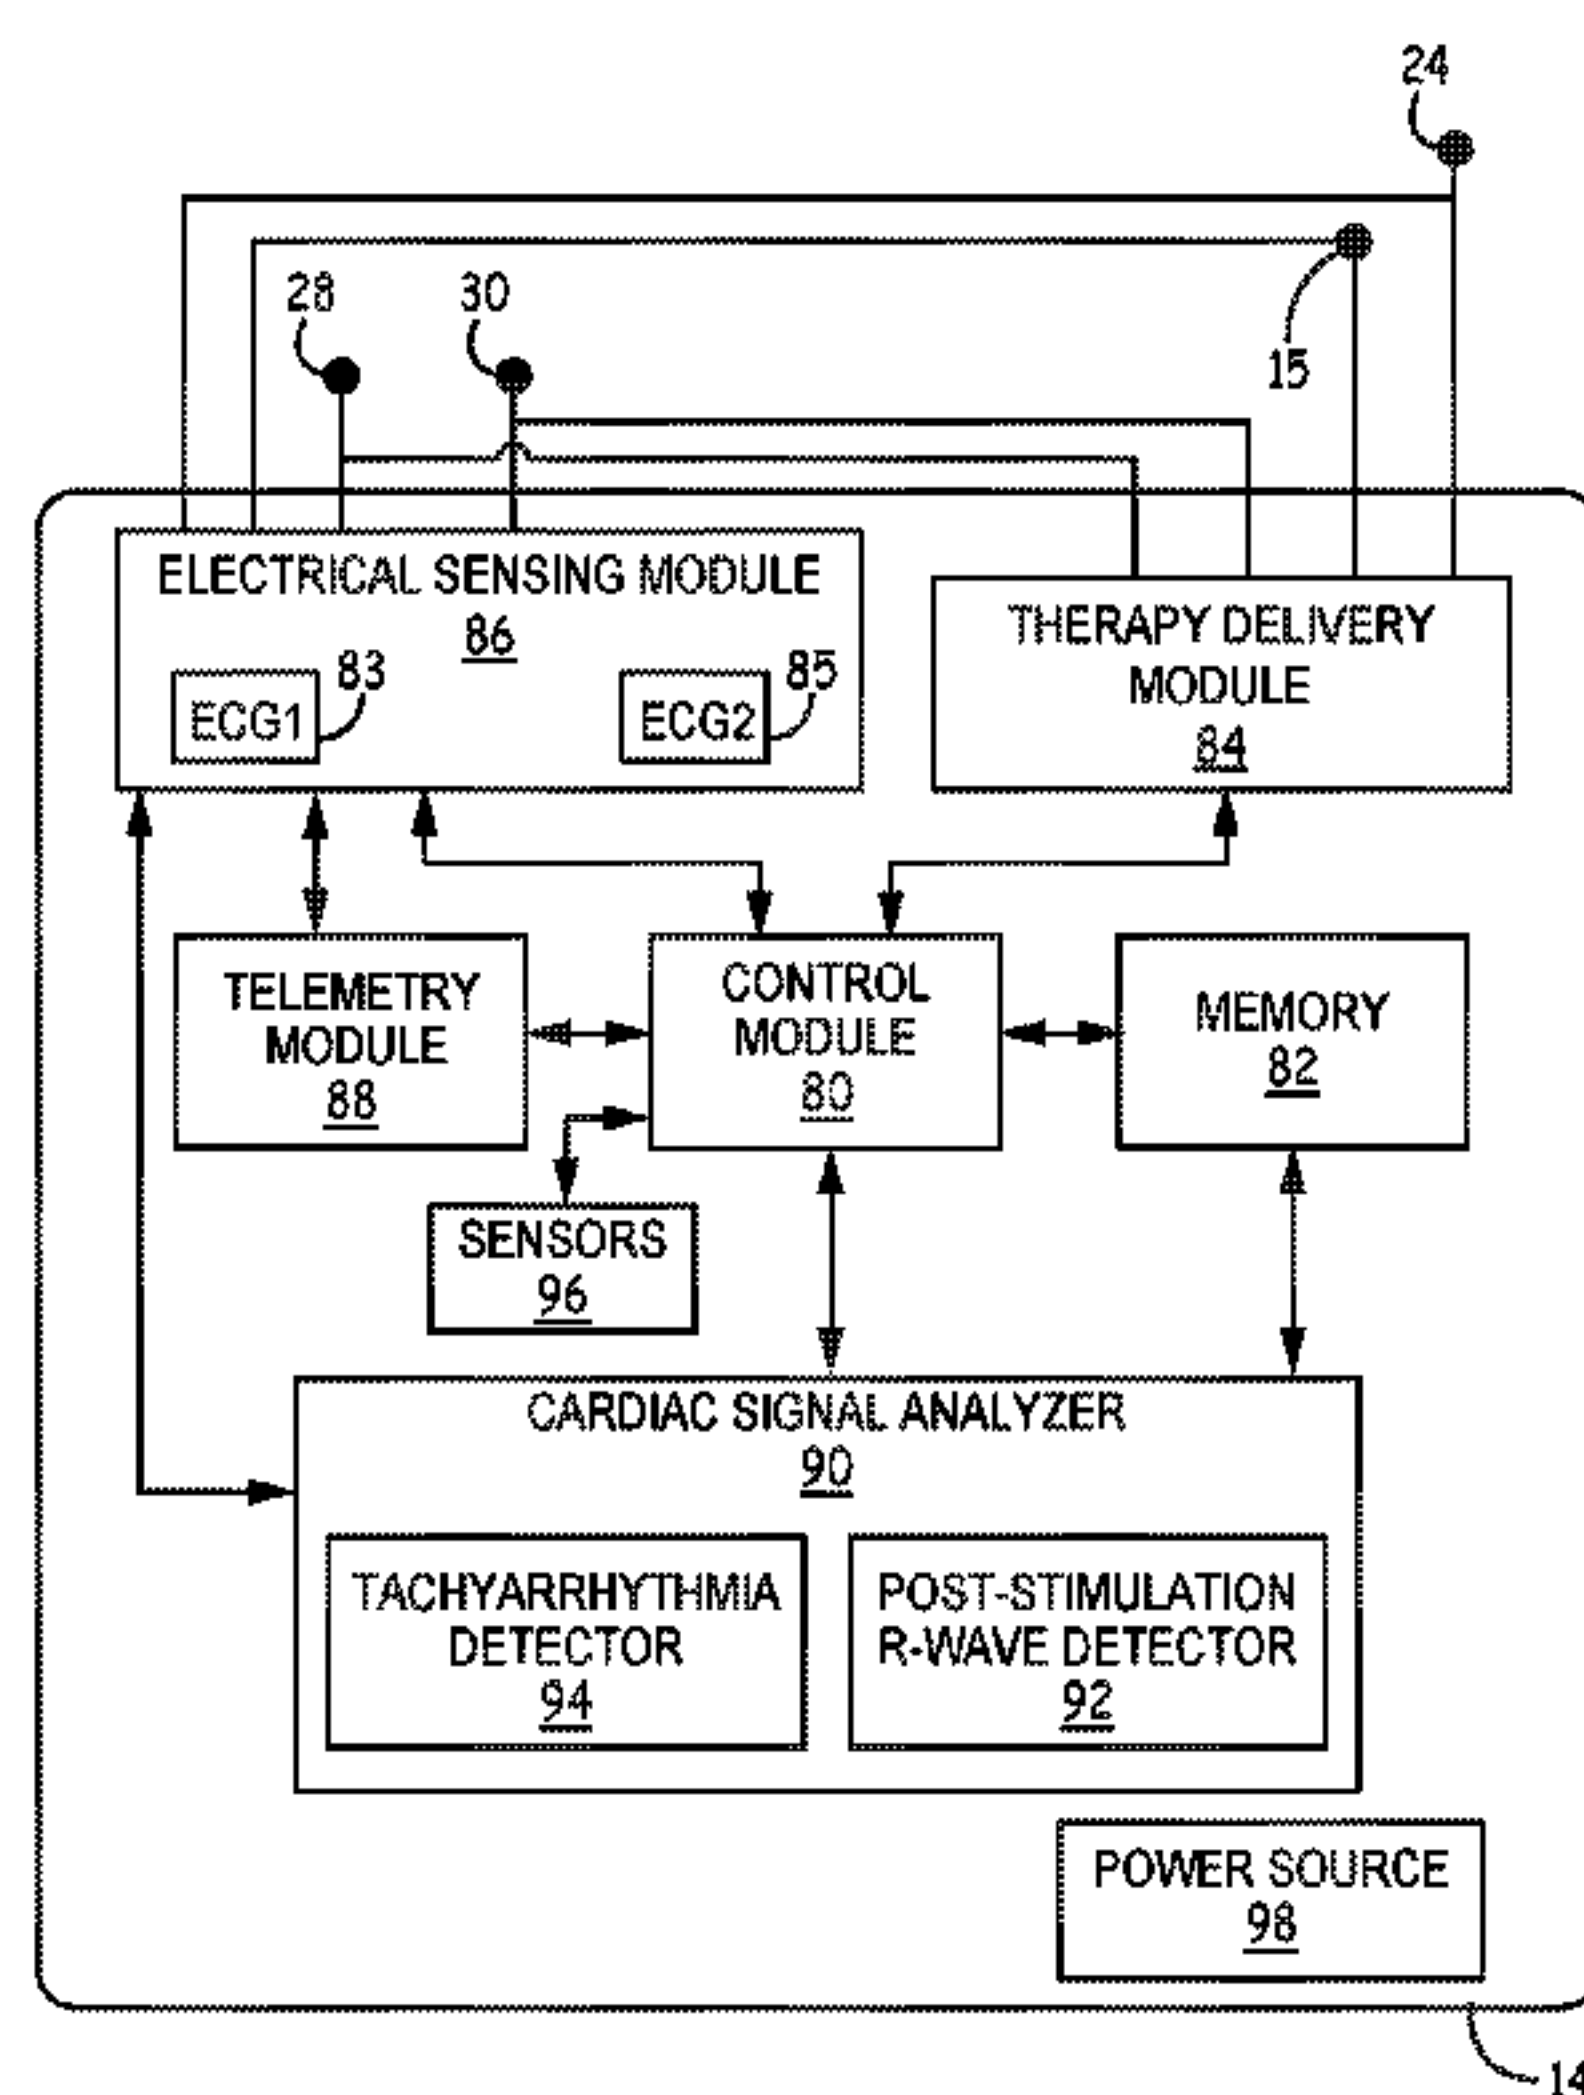 24
28
30
15
ELECTRICAL SENSING MODULE
86
83
85
ECG1
ECG2
THERAPY DELIVERY
MODULE
84
TELEMETRY
MODULE
88
CONTROL
MODULE
80
MEMORY
82
SENSORS
96
CARDIAC SIGNAL ANALYZER
90
TACHYARRHYTHMIA
DETECTOR
94
POST-STIMULATION
R-WAVE DETECTOR
92
POWER SOURCE
98
14